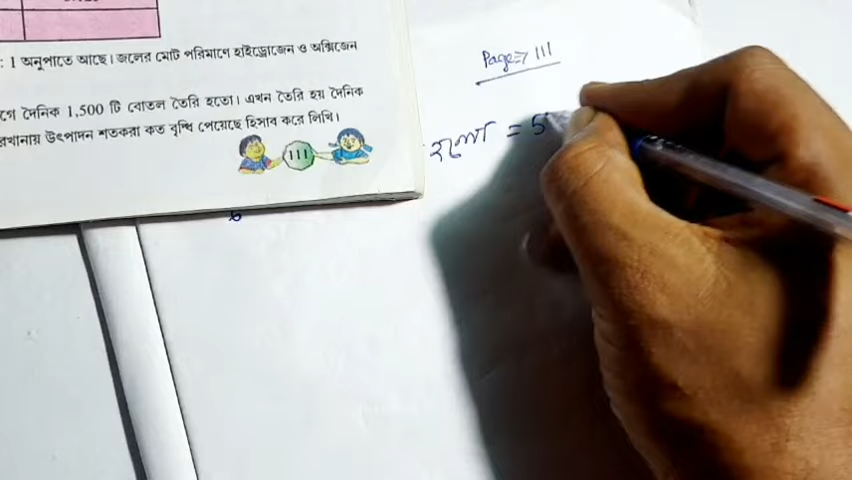 : 1 অনুপাতে আছে। জলের মোট পরিমাণে হাইড্রোজেন ও অক্সিজেন
গে দৈনিক 1,500 টি বোতল তৈরি হতো। এখন তৈরি হয় দৈনিক
রখানায় উৎপাদন শতকরা কত বৃদ্ধি পেয়েছে হিসাব করে লিখি।
111
Page⇒ 111
হলো = 5